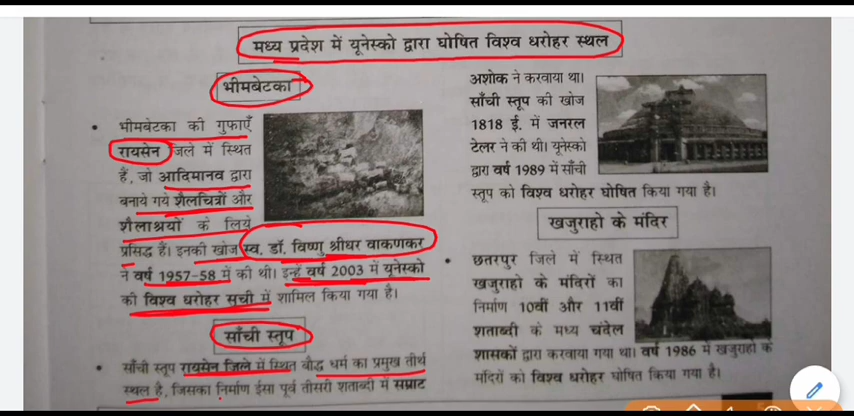 मध्य प्रदेश में यूनेस्को द्वारा घोषित विश्व धरोहर स्थल
भीमबेटका
• भीमबेटका की गुफाएँ
रायसेन जिले में स्थित
हैं, जो आदिमानव द्वारा
बनाये गये शैलचित्रों और
शैलाश्रयों के लिये
प्रसिद्ध हैं। इनकी खोज स्व. डॉ. विष्णु श्रीधर वाकणकर
ने वर्ष 1957-58 में की थी। इन्हें वर्ष 2003 में यूनेस्को
की विश्व धरोहर सूची में शामिल किया गया है।
साँची स्तूप
• साँची स्तूप रायसेन जिले में स्थित बौद्ध धर्म का प्रमुख तीर्थ
स्थल है, जिसका निर्माण ईसा पूर्व तीसरी शताब्दी में सम्राट
अशोक ने करवाया था।
साँची स्तूप की खोज
1818 ई. में जनरल
टेलर ने की थी। यूनेस्को
द्वारा वर्ष 1989 में साँची
स्तूप को विश्व धरोहर घोषित किया गया है।
खजुराहो के मंदिर
• छतरपुर जिले में स्थित
खजुराहो के मंदिरों का
निर्माण 10वीं और 11वीं
शताब्दी के मध्य चंदेल
शासकों द्वारा करवाया गया था। वर्ष 1986 में खजुराहो के
मंदिरों को विश्व धरोहर घोषित किया गया है।